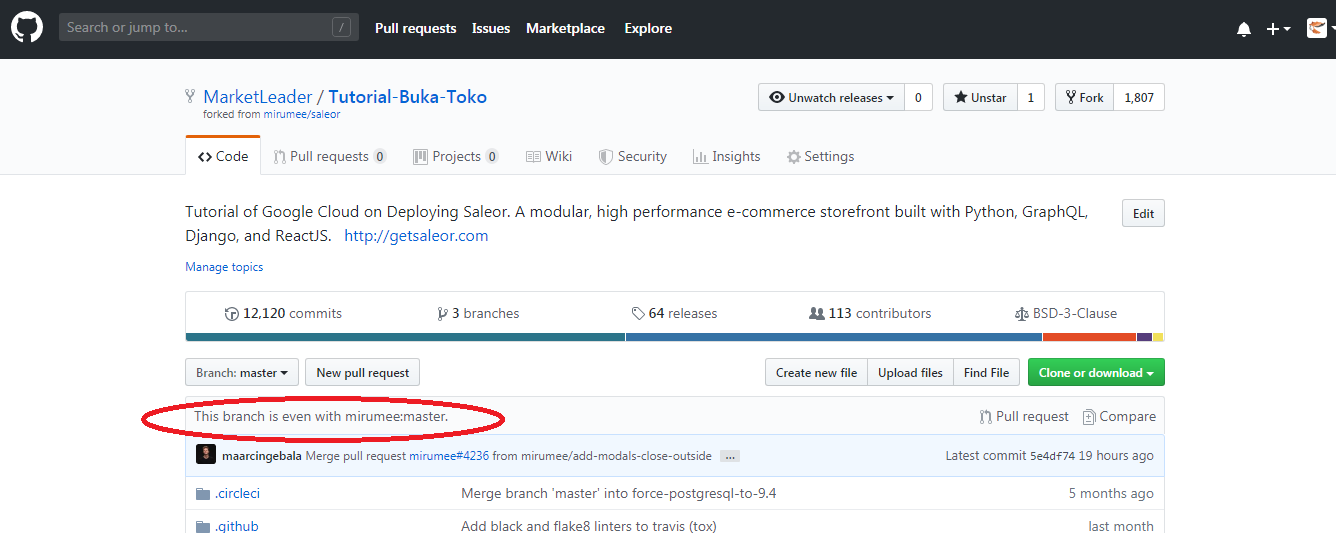 Search or jump to... / Pull requests Issues Marketplace Explore
MarketLeader / Tutorial-Buka-Toko Unwatch releases 0 Unstar 1 Fork 1,807
forked from mirumee/saleor
Code Pull requests 0 Projects 0 Wiki Security Insights Settings
Tutorial of Google Cloud on Deploying Saleor. A modular, high performance e-commerce storefront built with Python, GraphQL, Edit
Django, and ReactJS. http://getsaleor.com
Manage topics
12,120 commits 3 branches 64 releases 113 contributors BSD-3-Clause
Branch: master New pull request Create new file Upload files Find File Clone or download
This branch is even with mirumee:master. Pull request Compare
maarcingebala Merge pull request mirumee#4236 from mirumee/add-modals-close-outside ... Latest commit 5e4df74 19 hours ago
.circleci Merge branch 'master' into force-postgresql-to-9.4 5 months ago
.github Add black and flake8 linters to travis (tox) last month